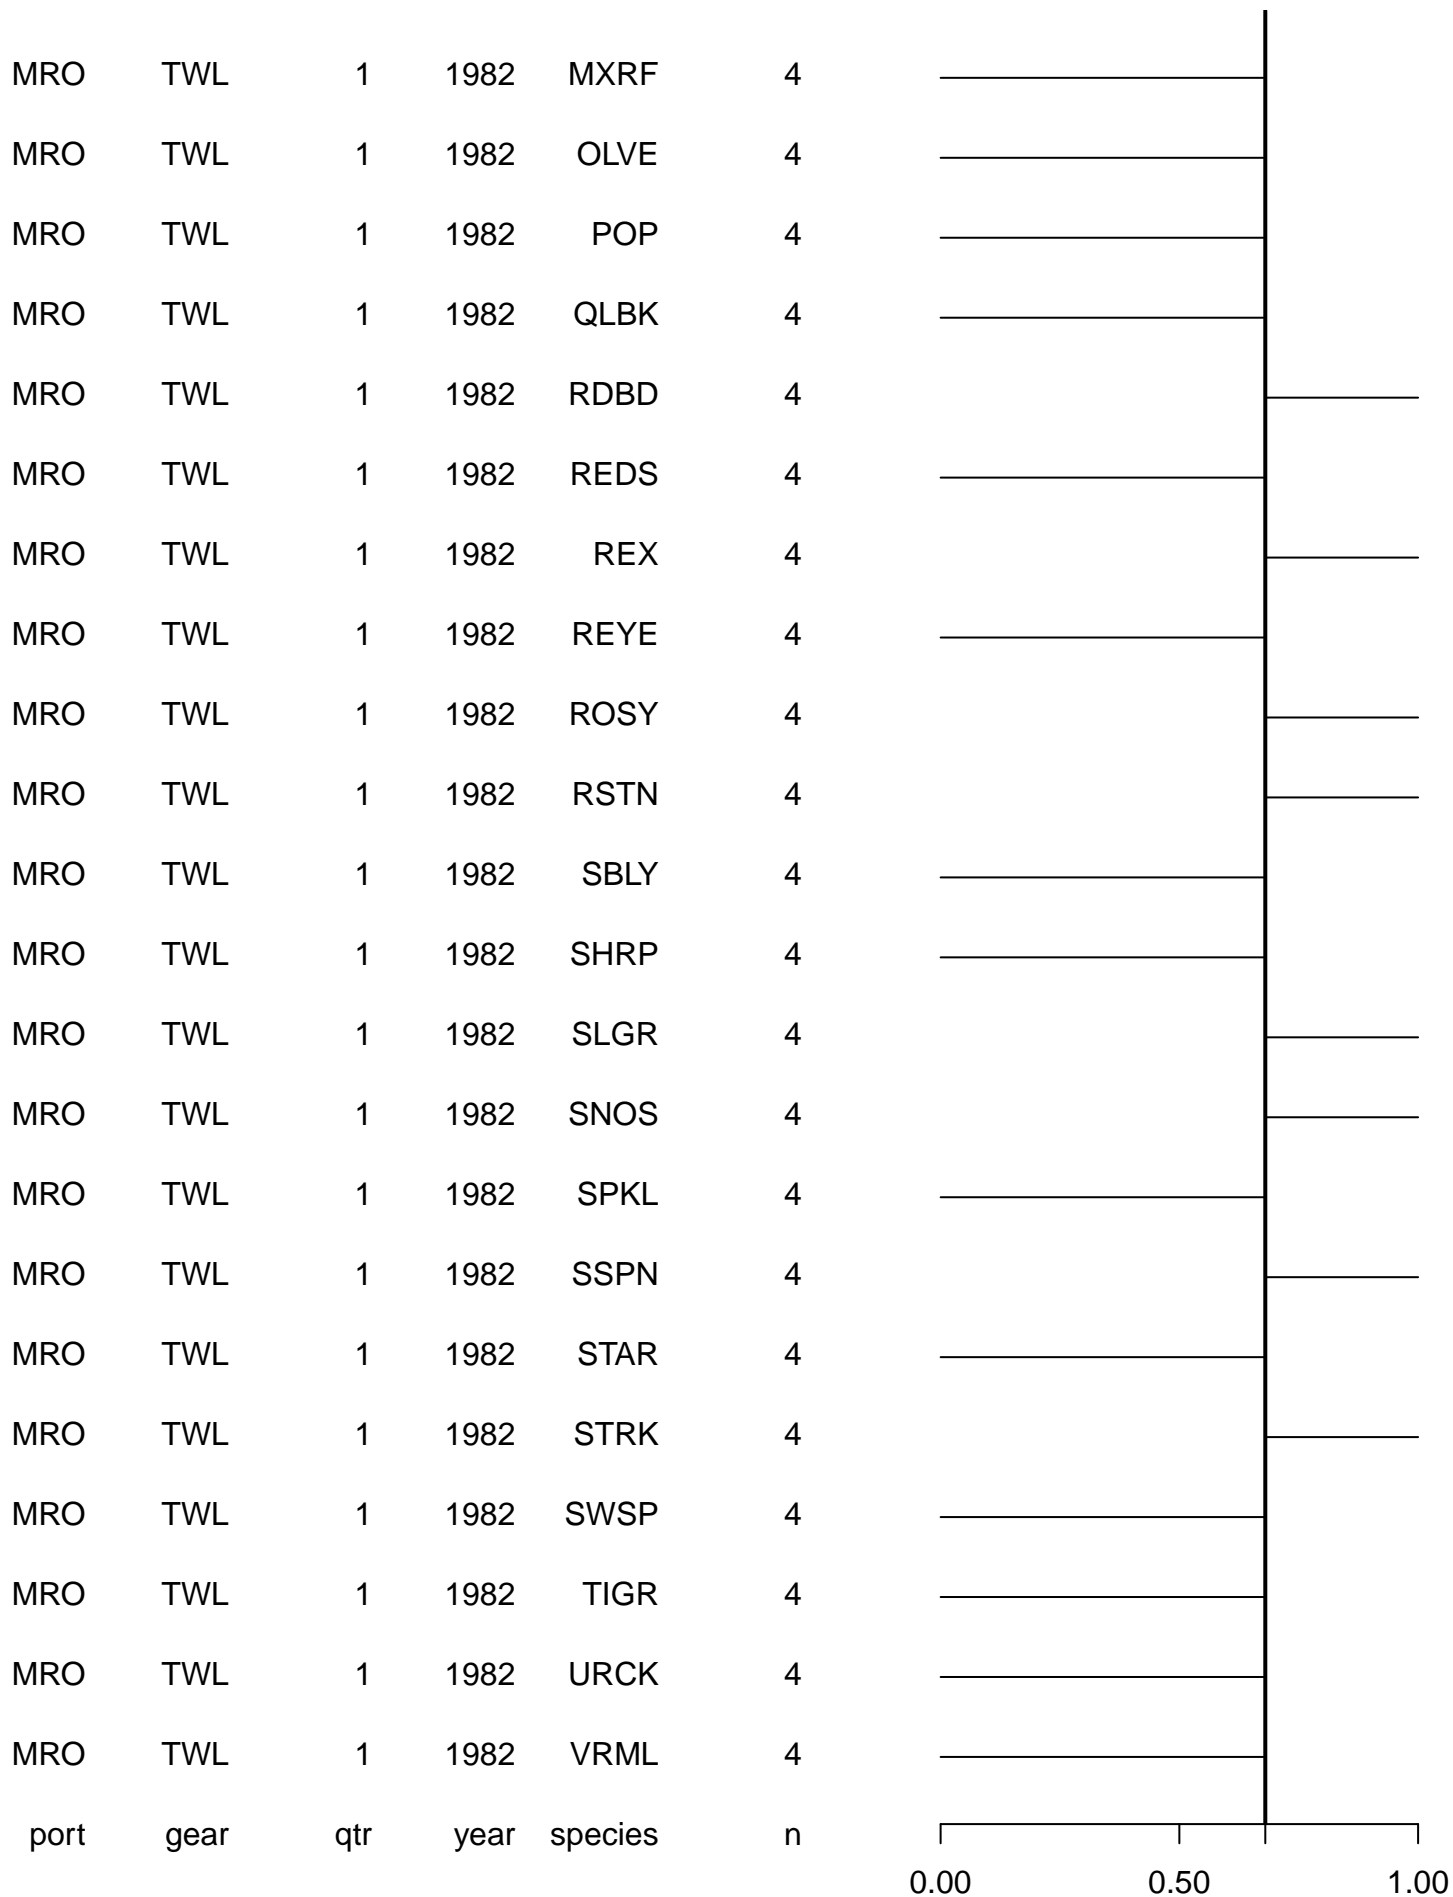 MRO TWL 1 1982 MXRF 4
MRO TWL 1 1982 OLVE 4
MRO TWL 1 1982 POP 4
MRO TWL 1 1982 QLBK 4
MRO TWL 1 1982 RDBD 4
MRO TWL 1 1982 REDS 4
MRO TWL 1 1982 REX 4
MRO TWL 1 1982 REYE 4
MRO TWL 1 1982 ROSY 4
MRO TWL 1 1982 RSTN 4
MRO TWL 1 1982 SBLY 4
MRO TWL 1 1982 SHRP 4
MRO TWL 1 1982 SLGR 4
MRO TWL 1 1982 SNOS 4
MRO TWL 1 1982 SPKL 4
MRO TWL 1 1982 SSPN 4
MRO TWL 1 1982 STAR 4
MRO TWL 1 1982 STRK 4
MRO TWL 1 1982 SWSP 4
MRO TWL 1 1982 TIGR 4
MRO TWL 1 1982 URCK 4
MRO TWL 1 1982 VRML 4
port gear qtr year species n
0.00 0.50 1.00